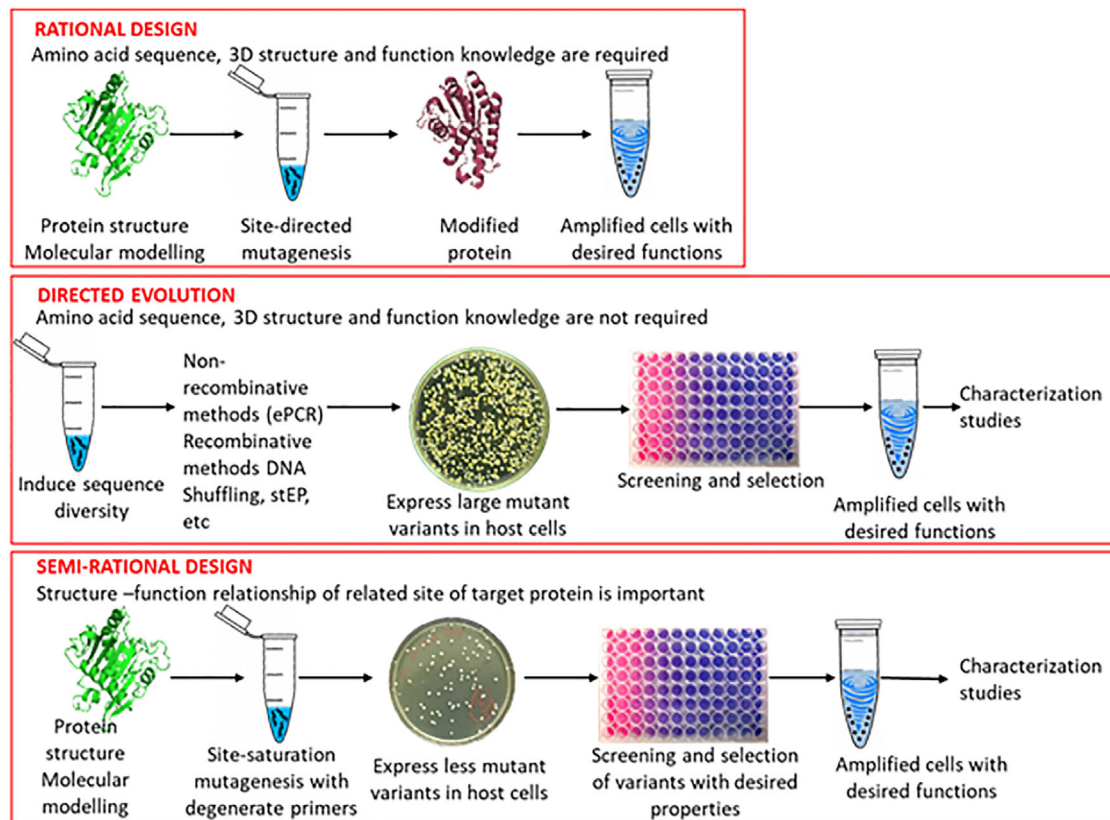 RATIONAL DESIGN
Amino acid sequence, 3D structure and function knowledge are required
Protein structure
Molecular modelling
Site-directed
mutagenesis
Modified
protein
Amplified cells with
desired functions
DIRECTED EVOLUTION
Amino acid sequence, 3D structure and function knowledge are not required
Induce sequence
diversity
Non-
recombinative
methods (ePCR)
Recombinative
methods DNA
Shuffling, stEP,
etc
Express large mutant
variants in host cells
Screening and selection
Amplified cells with
desired functions
Characterization
studies
SEMI-RATIONAL DESIGN
Structure –function relationship of related site of target protein is important
Protein
structure
Molecular
modelling
Site-saturation
mutagenesis with
degenerate primers
Express less mutant
variants in host cells
Screening and selection
of variants with desired
properties
Amplified cells with
desired functions
Characterization
studies